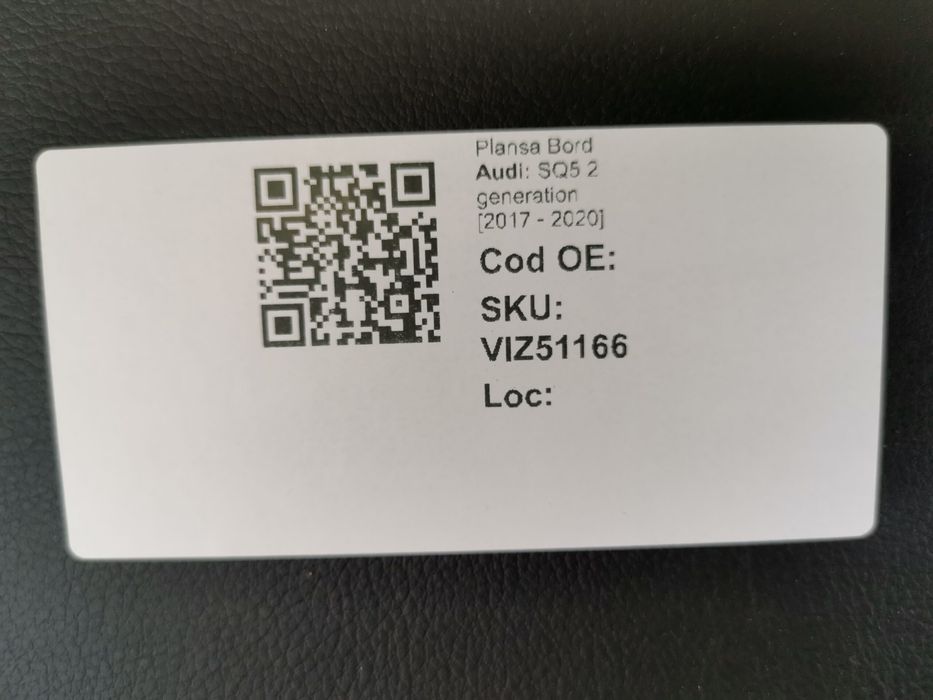 Plansa Bord
Audi: SQ5 2
generation
[2017 - 2020]
Cod OE:
SKU:
VIZ51166
Loc: